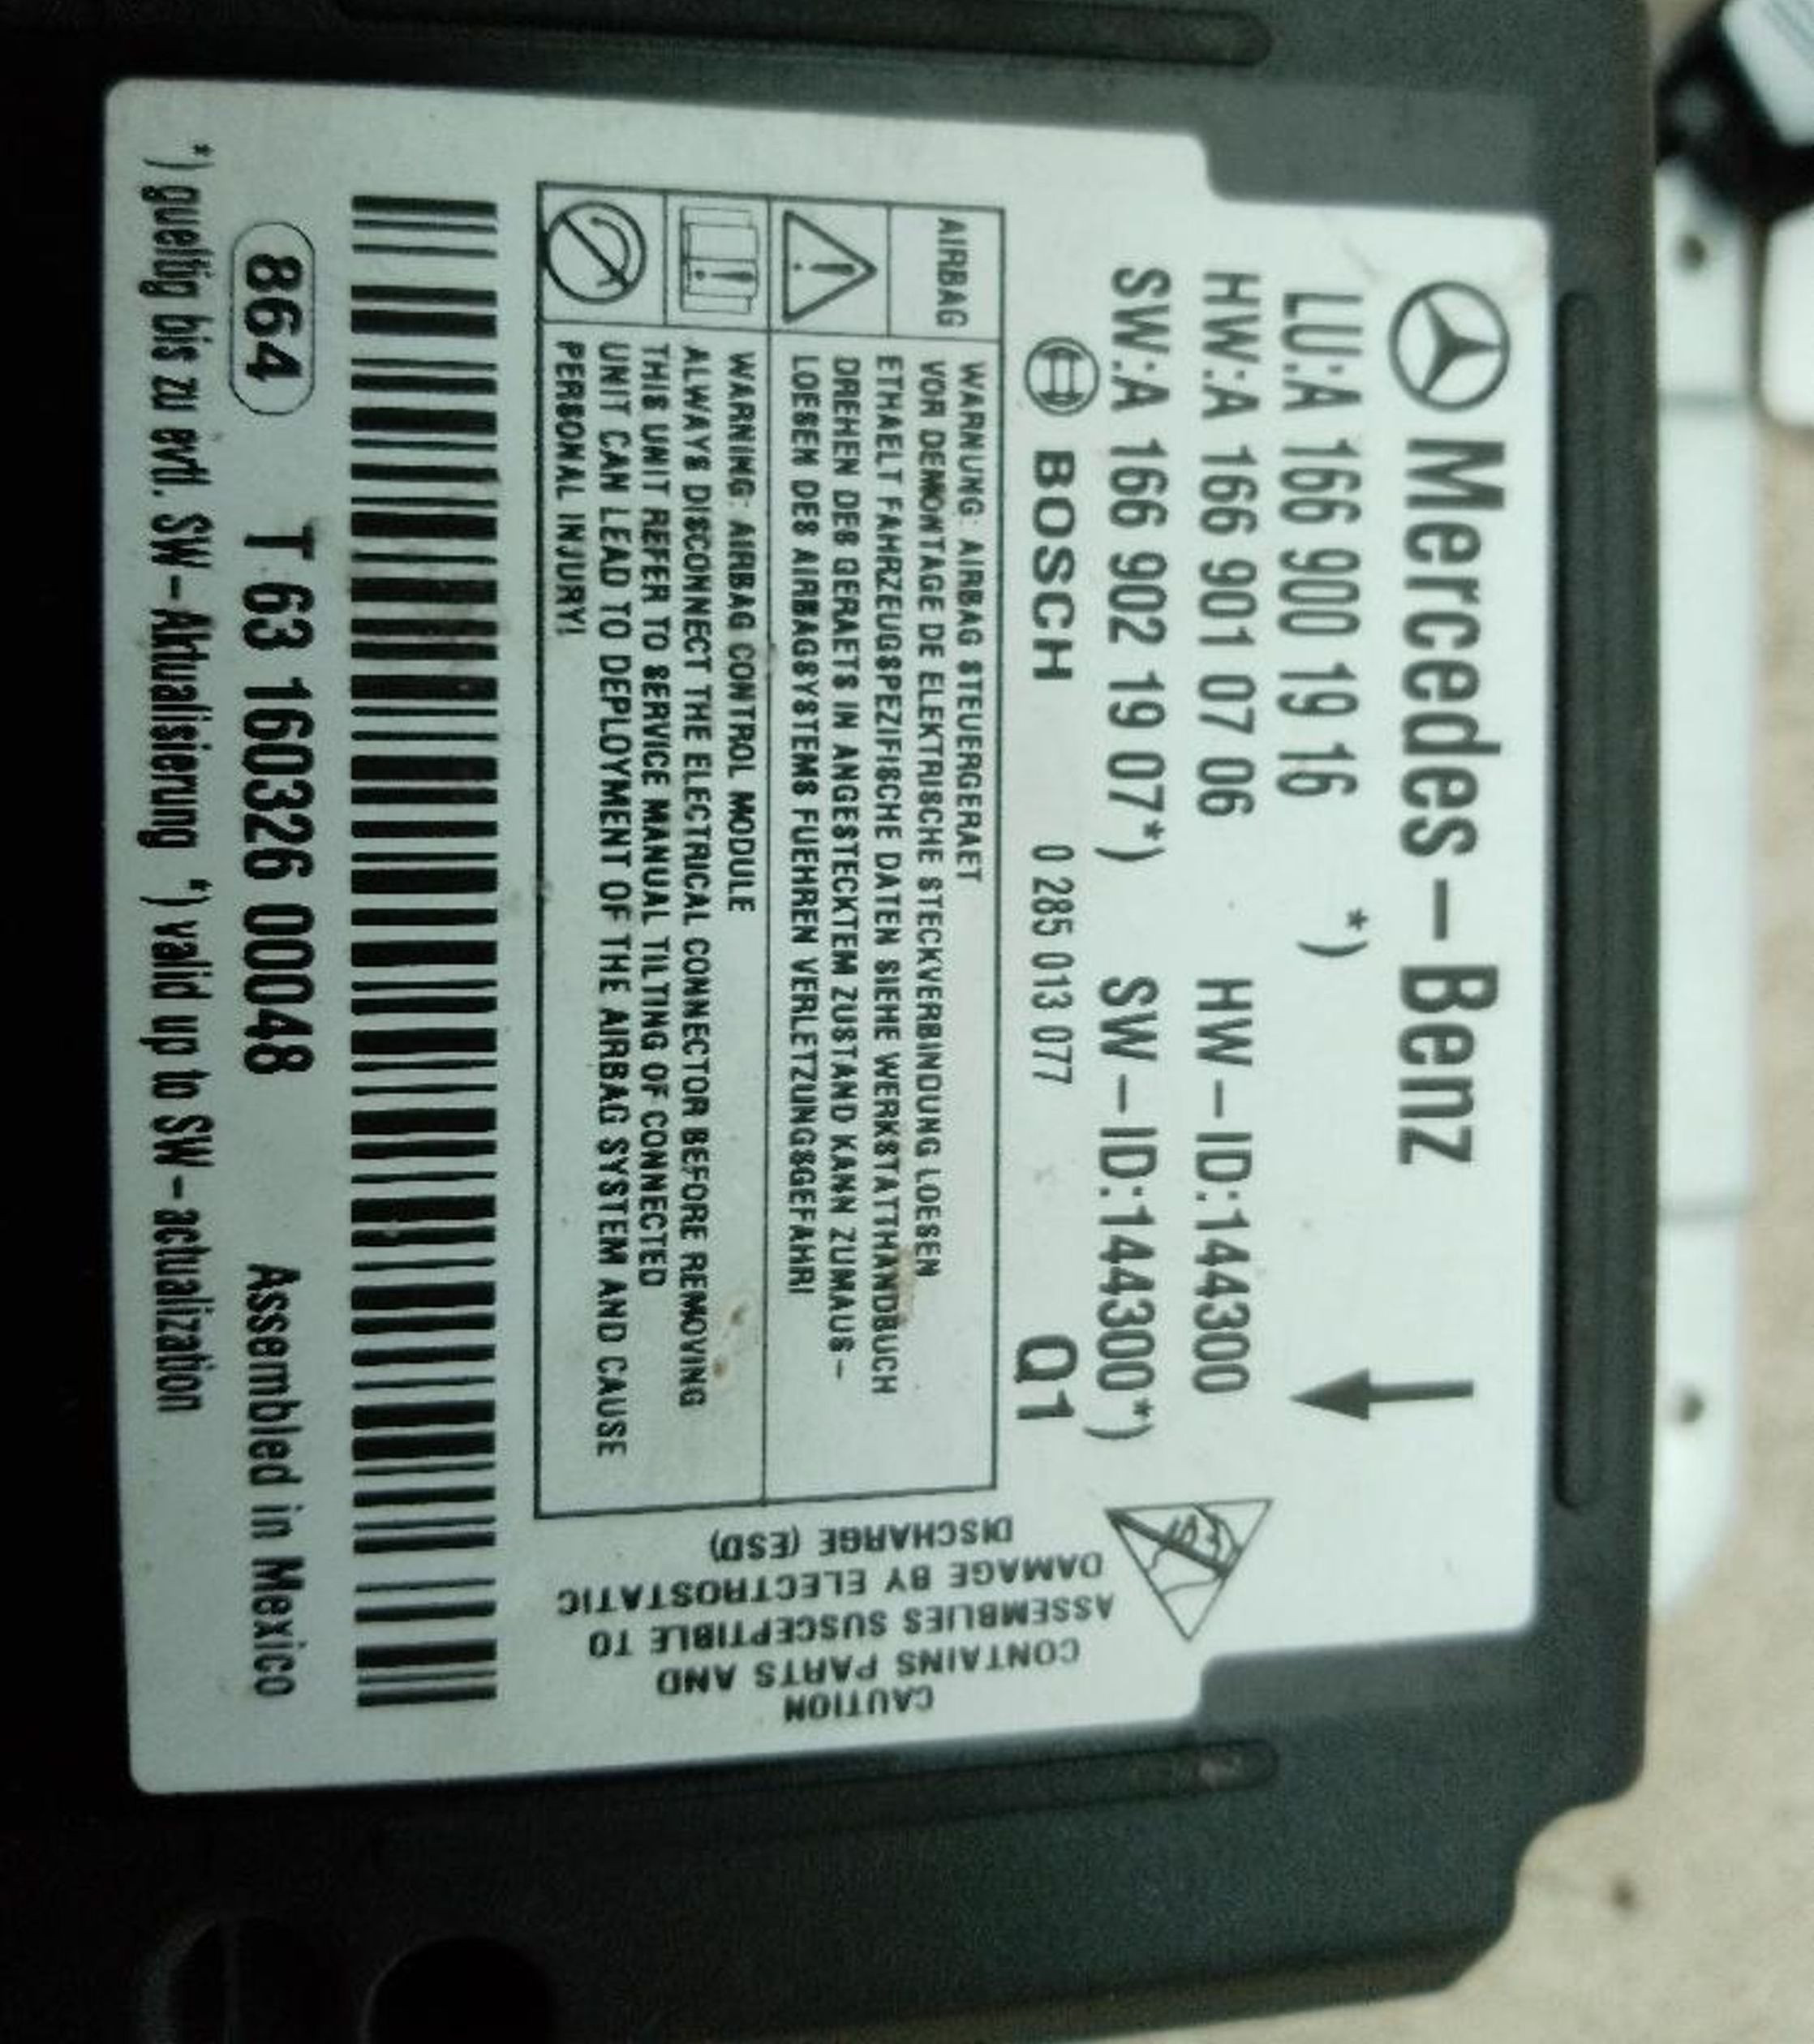 Mercedes-Benz
LU:A 166 900 19 16 *)
HW:A 166 901 07 06 HW-ID:144300
SW:A 166 902 19 07*) SW-ID:144300*)
BOSCH 0 285 013 077 Q1
AIRBAG
WARNUNG: AIRBAG STEUERGERAET
VOR DEMONTAGE DE ELEKTRISCHE STECKVERBINDUNG LOESEN
ETHAELT FAHRZEUGSPEZIFISCHE DATEN SIEHE WERKSTATTHANDBUCH
DREHEN DES GERAETS IN ANGESTECKTEM ZUSTAND KANN ZUMAUS-
LOESEN DES AIRBAGSYSTEMS FUEHREN VERLETZUNGSGEFAHR!
WARNING: AIRBAG CONTROL MODULE
ALWAYS DISCONNECT THE ELECTRICAL CONNECTOR BEFORE REMOVING
THIS UNIT REFER TO SERVICE MANUAL TILTING OF CONNECTED
UNIT CAN LEAD TO DEPLOYMENT OF THE AIRBAG SYSTEM AND CAUSE
PERSONAL INJURY!
CAUTION
CONTAINS PARTS AND
ASSEMBLIES SUSCEPTIBLE TO
DAMAGE BY ELECTROSTATIC
DISCHARGE (ESD)
864 T 63 160326 00048 Assembled in Mexico
*) gueltig bis zu evtl. SW-Aktualisierung *) valid up to SW-actualization